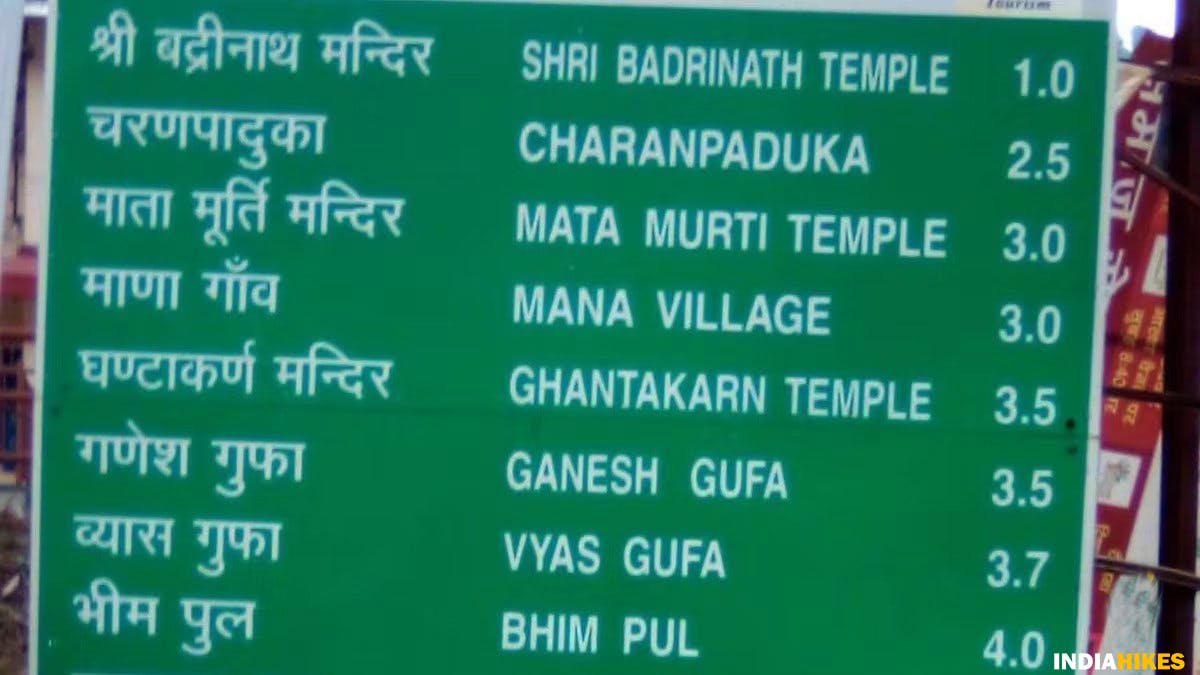 Tourism
श्री बद्रीनाथ मन्दिर SHRI BADRINATH TEMPLE 1.0
चरणपादुका CHARANPADUKA 2.5
माता मूर्ति मन्दिर MATA MURTI TEMPLE 3.0
माणा गाँव MANA VILLAGE 3.0
घण्टाकर्ण मन्दिर GHANTAKARN TEMPLE 3.5
गणेश गुफा GANESH GUFA 3.5
व्यास गुफा VYAS GUFA 3.7
भीम पुल BHIM PUL 4.0
INDIAHIKES